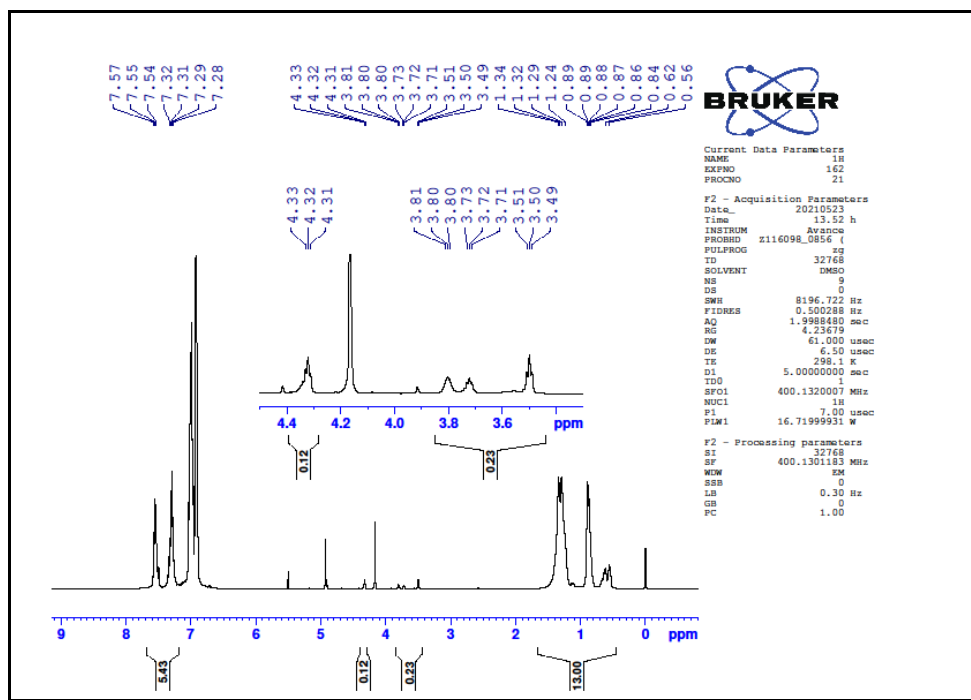 7.57 7.55 7.54 7.32 7.31 7.29 7.28 4.33 4.32 4.31 3.81 3.80 3.80 3.73 3.72 3.71 3.51 3.50 3.49 1.34 1.32 1.29 1.24 0.89 0.89 0.88 0.87 0.86 0.84 0.62 0.56
BRUKER
Current Data Parameters
NAME 1H
EXPNO 162
PROCNO 21
F2 - Acquisition Parameters
Date_ 20210523
Time 13.52 h
INSTRUM Avance
PROBHD Z116098_0856 (
PULPROG zg
TD 32768
SOLVENT DMSO
NS 9
DS 0
SWH 8196.722 Hz
FIDRES 0.500288 Hz
AQ 1.9988480 sec
RG 4.23679
DW 61.000 usec
DE 6.50 usec
TE 298.1 K
D1 5.00000000 sec
TD0 1
SFO1 400.1320007 MHz
NUC1 1H
P1 7.00 usec
PLW1 16.71999931 W
F2 - Processing parameters
SI 32768
SF 400.1301183 MHz
WDW EM
SSB 0
LB 0.30 Hz
GB 0
PC 1.00
4.33 4.32 4.31 3.81 3.80 3.80 3.73 3.72 3.71 3.51 3.50 3.49
4.4 4.2 4.0 3.8 3.6 ppm
0.12 0.23
9 8 7 6 5 4 3 2 1 0 ppm
5.43 0.12 0.23 13.00